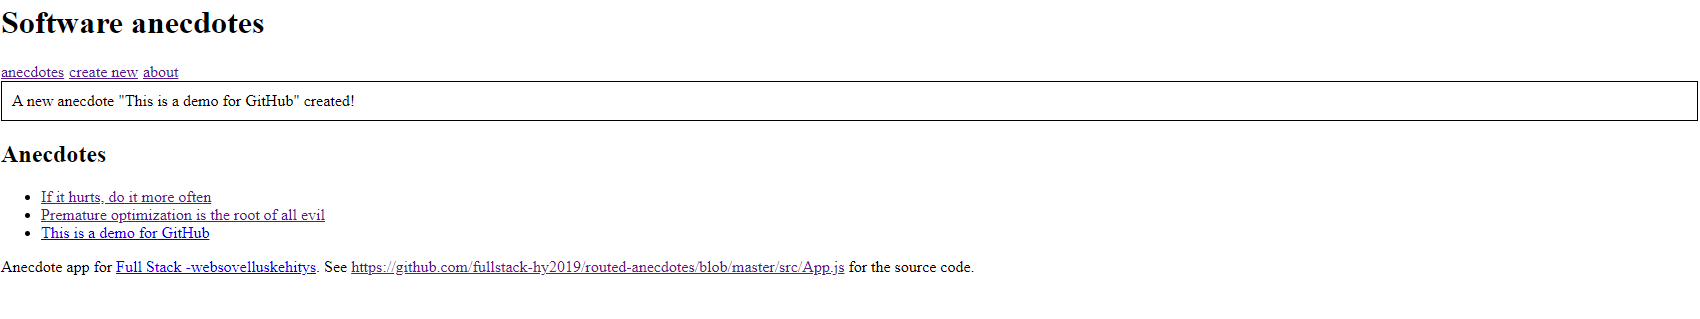 Software anecdotes
anecdotes create new about
A new anecdote "This is a demo for GitHub" created!
Anecdotes
If it hurts, do it more often
Premature optimization is the root of all evil
This is a demo for GitHub
Anecdote app for Full Stack -websovelluskehitys. See https://github.com/fullstack-hy2019/routed-anecdotes/blob/master/src/App.js for the source code.